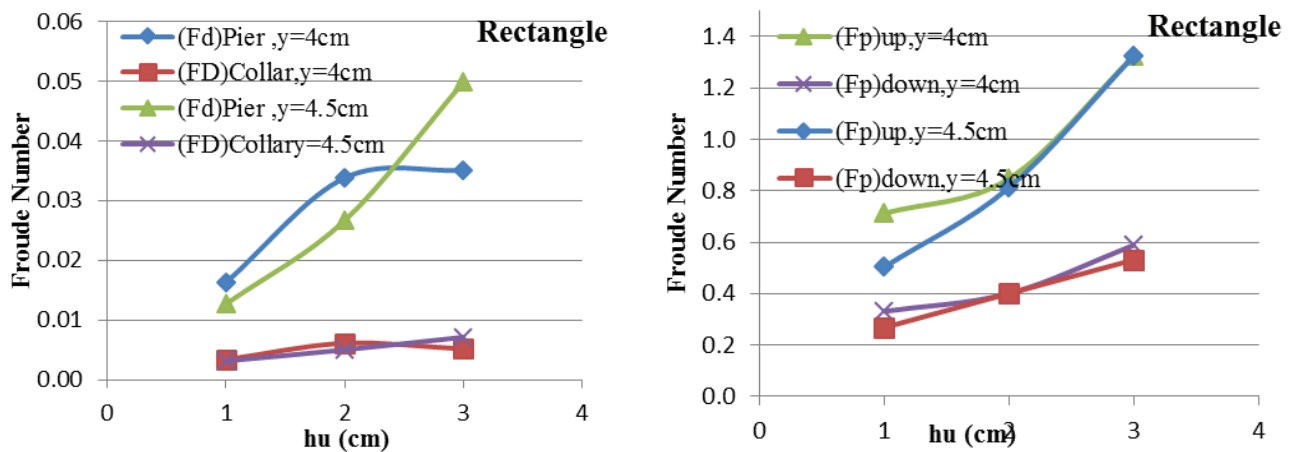 Rectangle
(Fd)Pier ,y=4cm
(FD)Collar,y=4cm
(Fd)Pier ,y=4.5cm
(FD)Collary=4.5cm
Froude Number
0.06
0.05
0.04
0.03
0.02
0.01
0.00
0 1 2 3 4
hu (cm)
Rectangle
(Fp)up,y=4cm
(Fp)down,y=4cm
(Fp)up,y=4.5cm
(Fp)down,y=4.5cm
Froude Number
1.4
1.2
1.0
0.8
0.6
0.4
0.2
0.0
0 1 2 3 4
hu (cm)